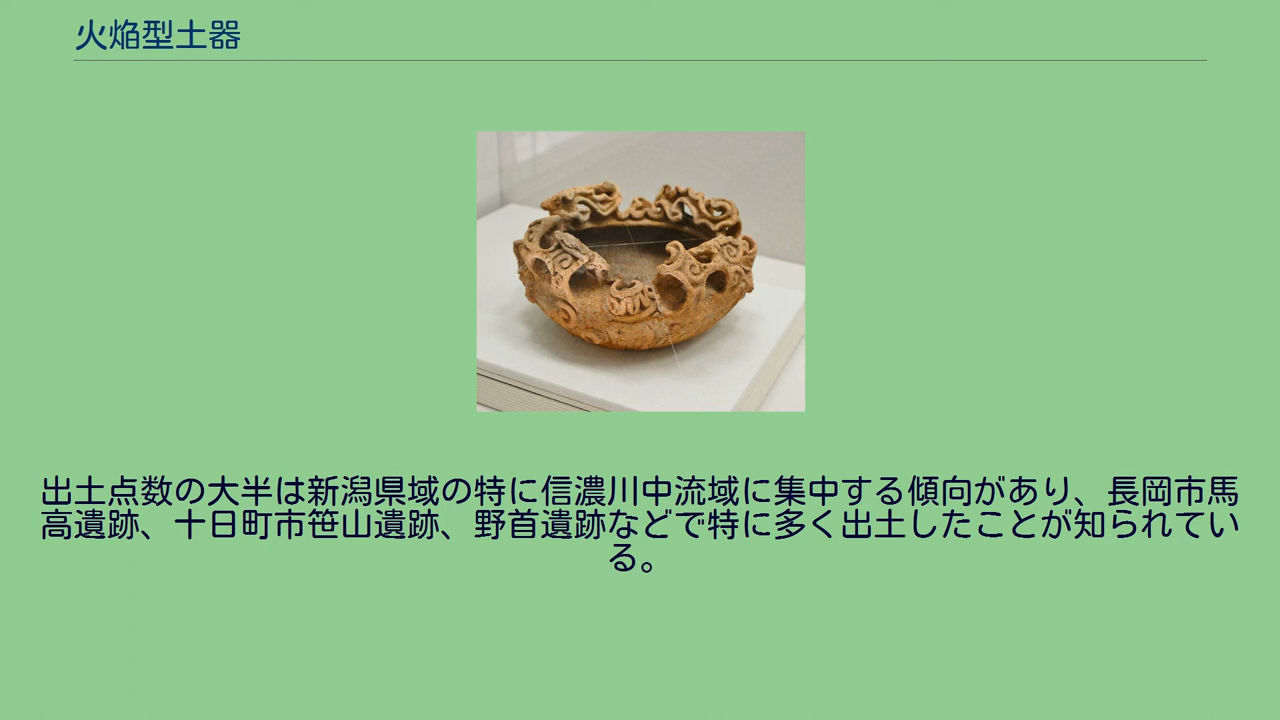 火焔型土器
出土点数の大半は新潟県域の特に信濃川中流域に集中する傾向があり、長岡市馬
高遺跡、十日町市笹山遺跡、野首遺跡などで特に多く出土したことが知られてい
る。